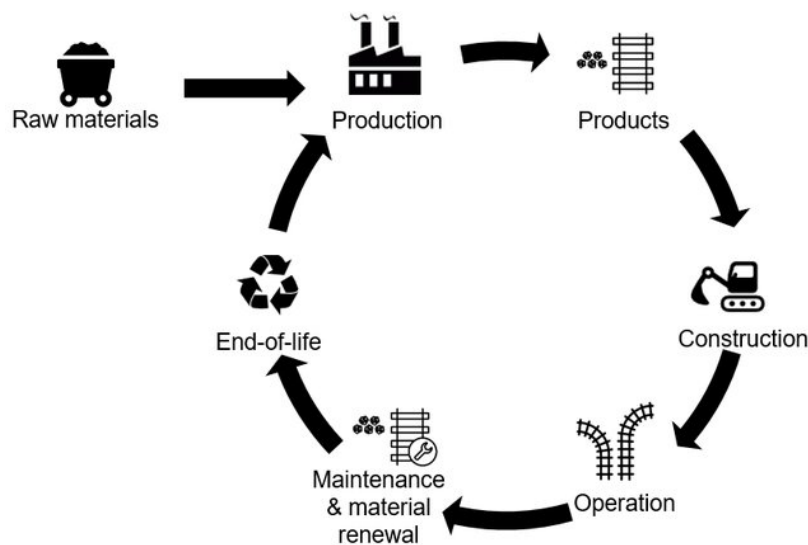 Raw materials
Production
Products
Construction
Operation
Maintenance
& material
renewal
End-of-life